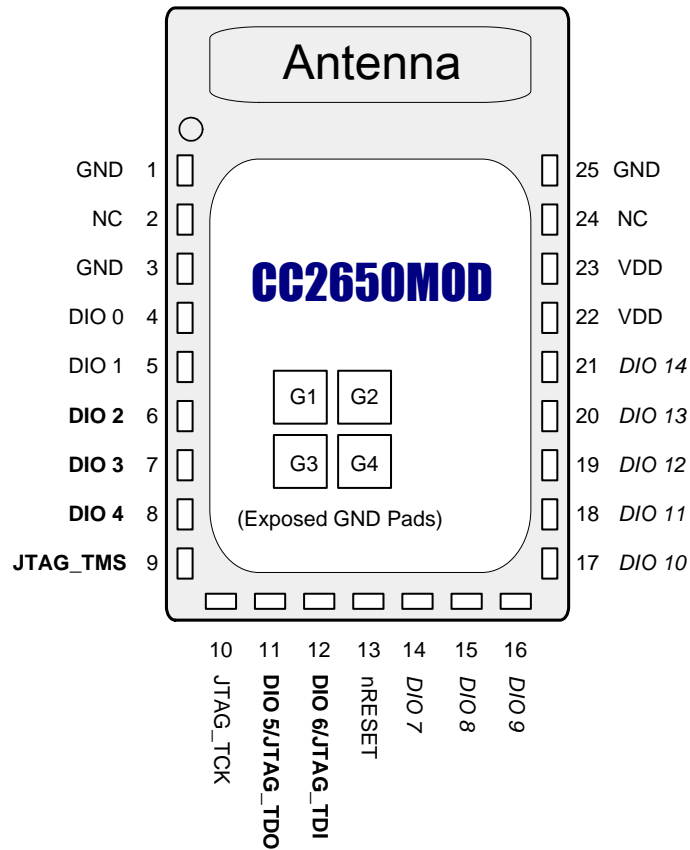 Antenna
GND 1
NC 2
GND 3
DIO 0 4
DIO 1 5
DIO 2 6
DIO 3 7
DIO 4 8
JTAG_TMS 9
CC2650MOD
G1 G2
G3 G4
(Exposed GND Pads)
25 GND
24 NC
23 VDD
22 VDD
21 DIO 14
20 DIO 13
19 DIO 12
18 DIO 11
17 DIO 10
10 11 12 13 14 15 16
JTAG_TCK
DIO 5/JTAG_TDO
DIO 6/JTAG_TDI
nRESET
DIO 7
DIO 8
DIO 9